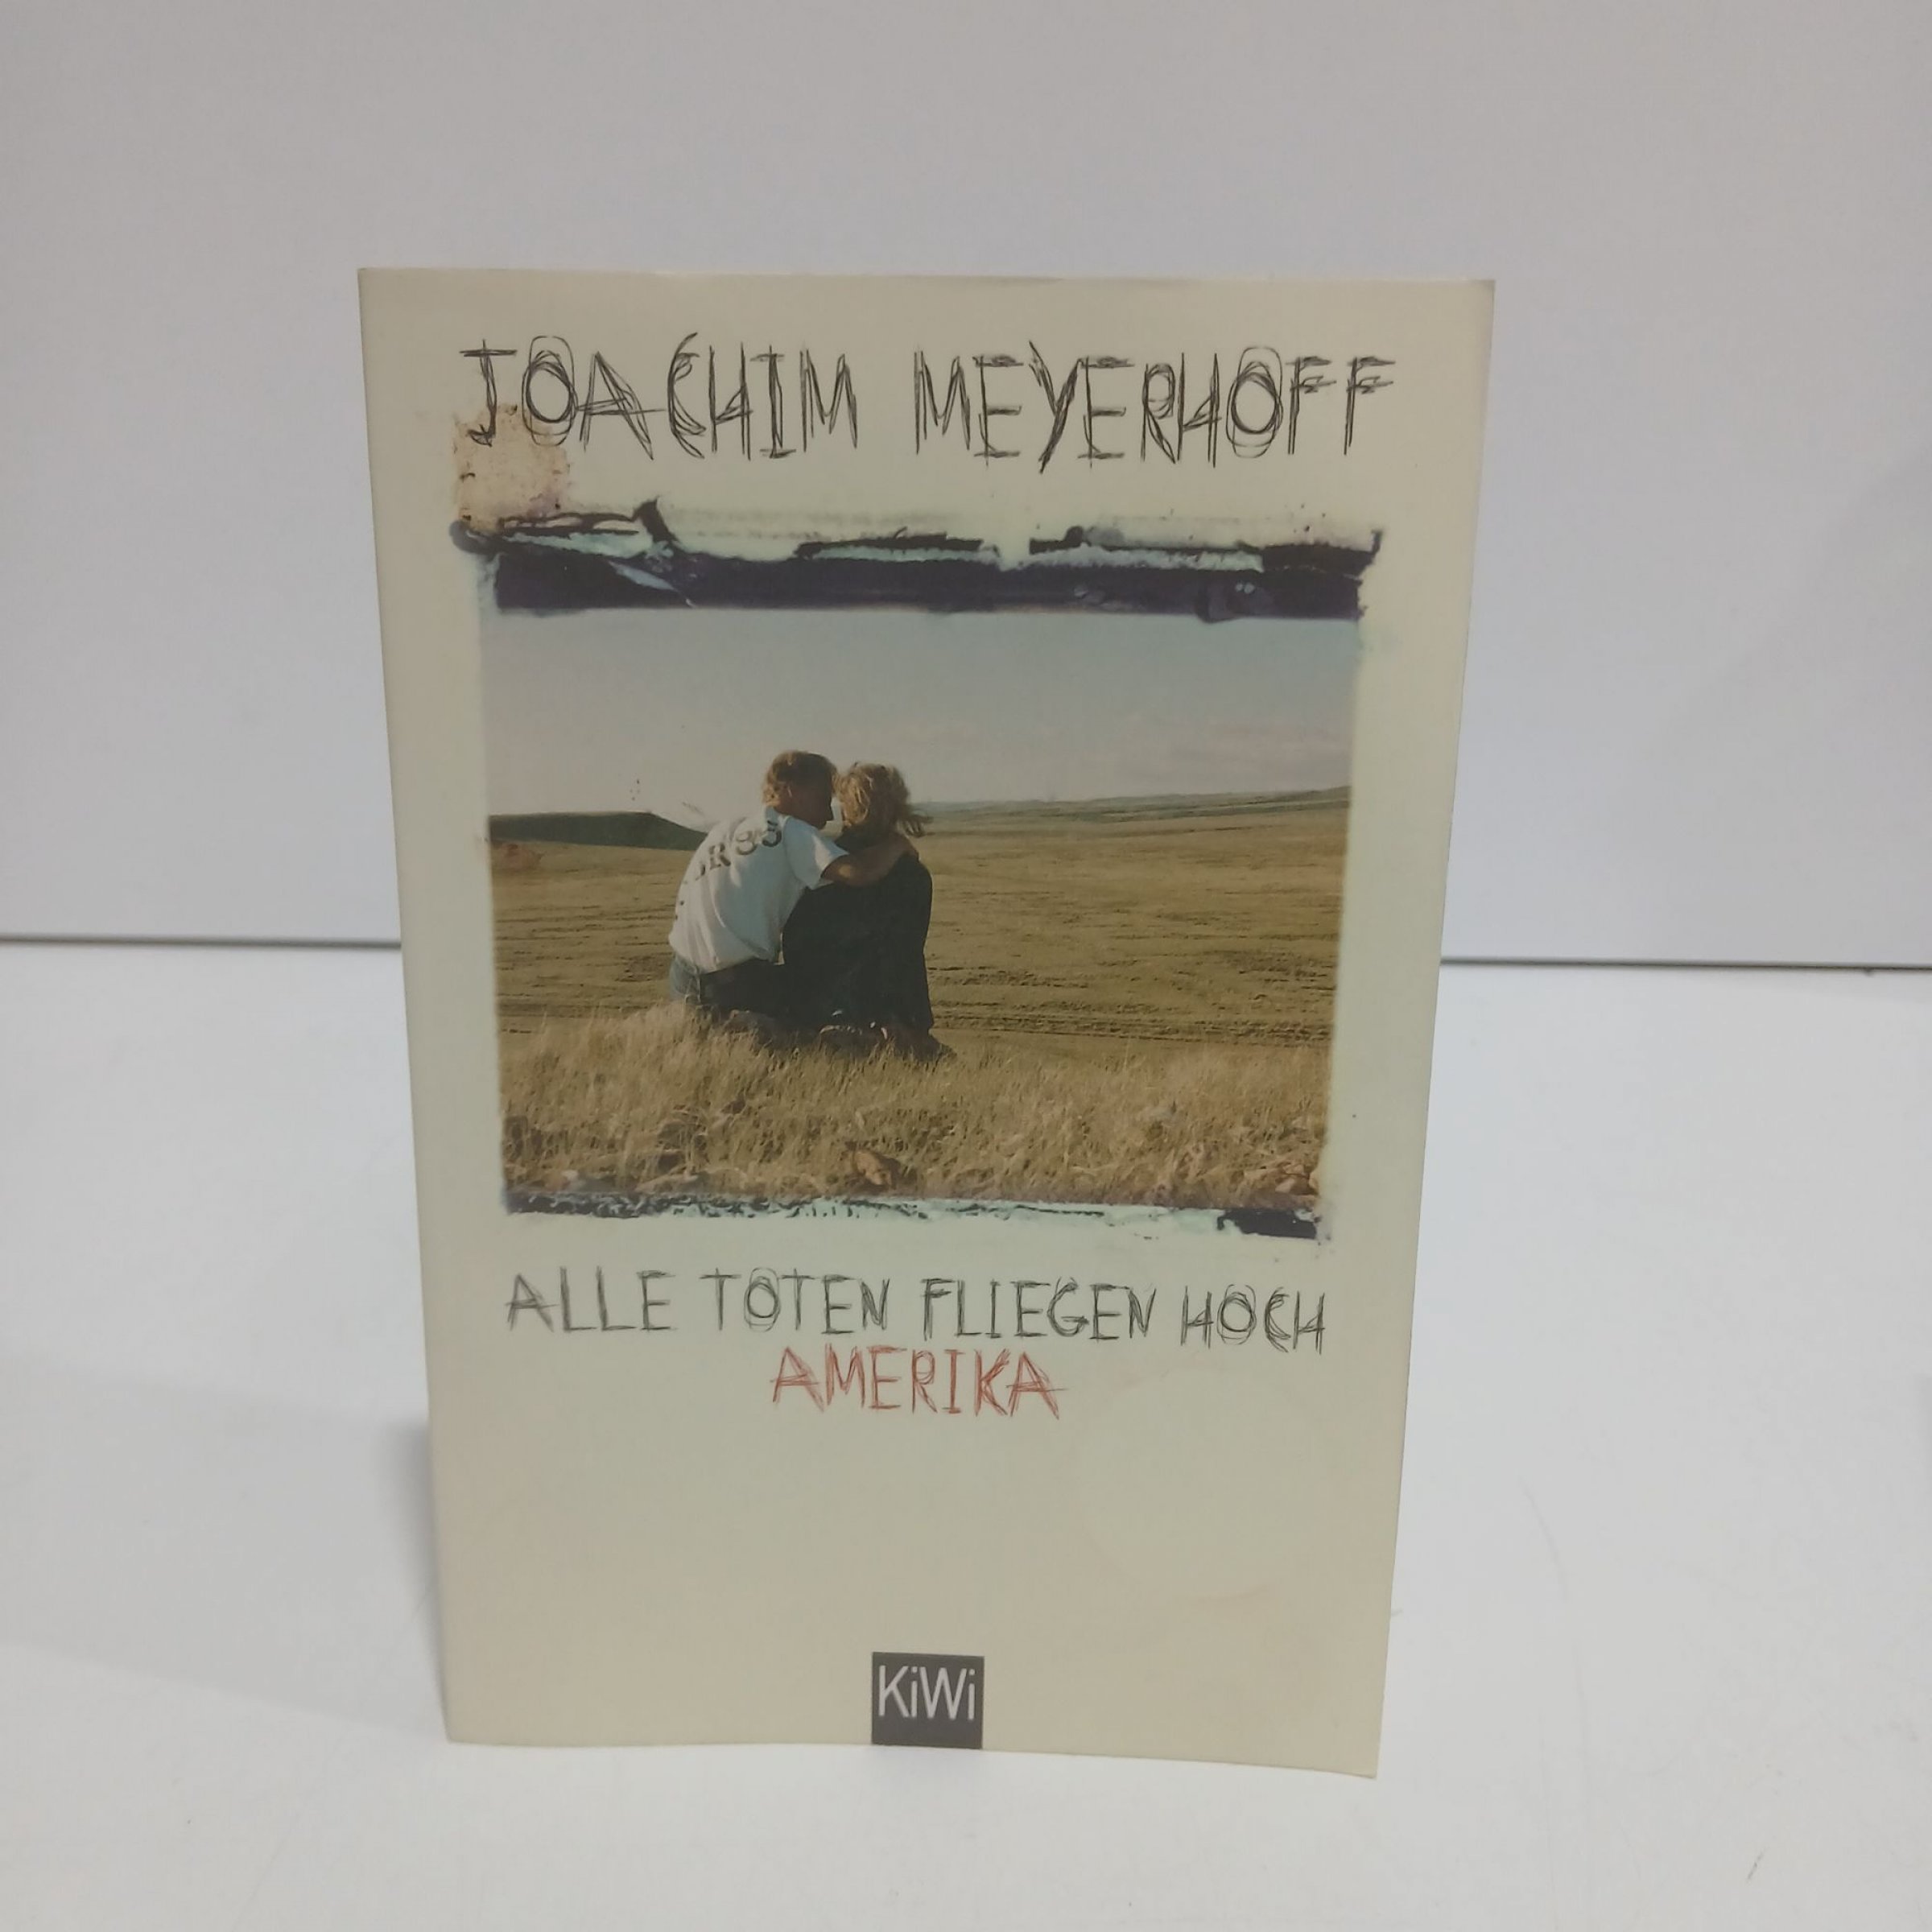 JOACHIM MEYERHOFF
ALLE TOTEN FLIEGEN HOCH
AMERIKA
KiWi